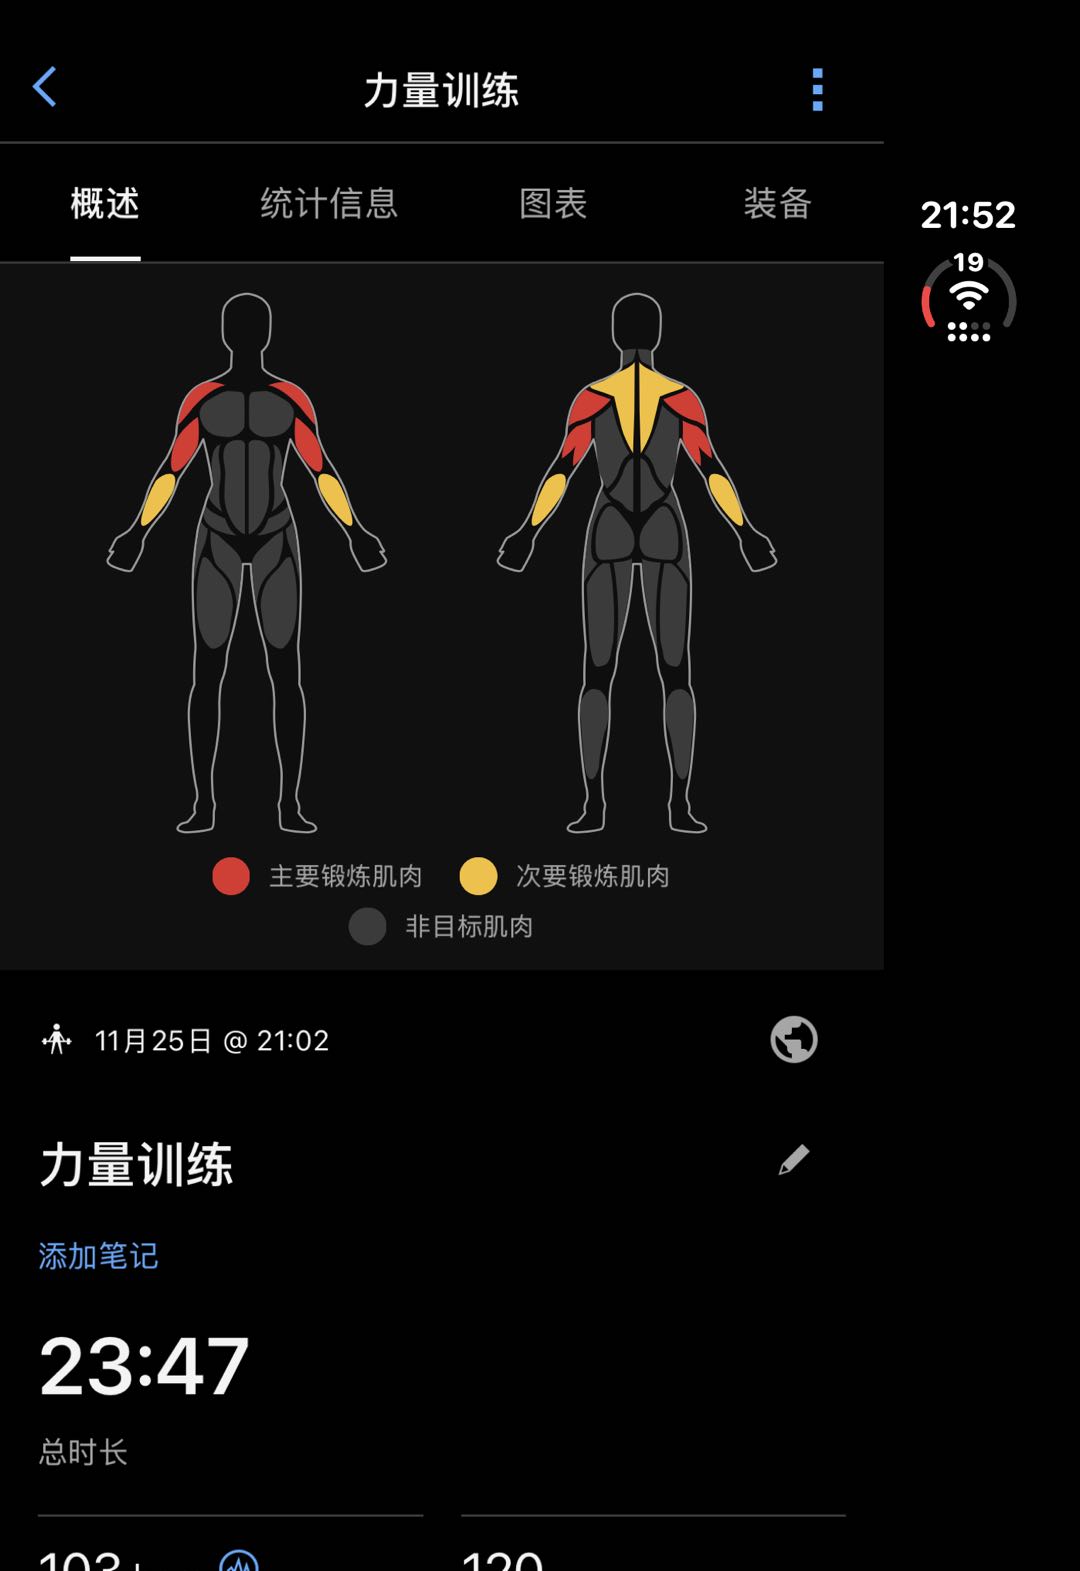 力量训练
21:52
19
概述 统计信息 图表 装备
主要锻炼肌肉 次要锻炼肌肉
非目标肌肉
11月25日 @ 21:02
力量训练
添加笔记
23:47
总时长